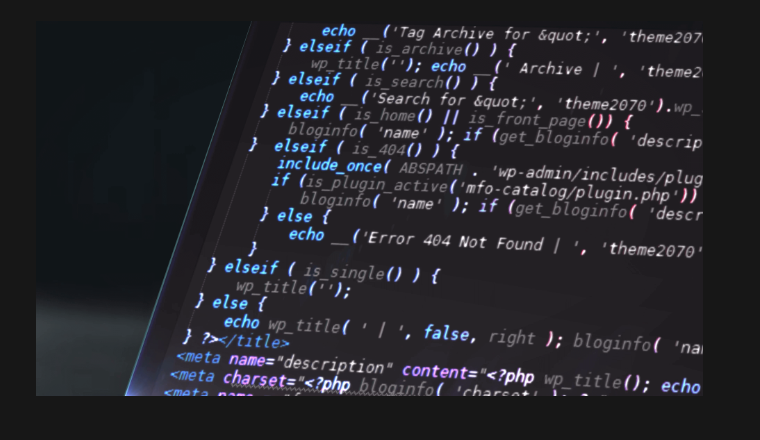 echo __('Tag Archive for &quot;', 'theme2070
} elseif ( is_archive() ) {
wp_title(''); echo __(' Archive | ', 'theme2
} elseif ( is_search() ) {
echo __('Search for &quot;', 'theme2070').wp_
} elseif ( is_home() || is_front_page()) {
bloginfo( 'name' ); if (get_bloginfo( 'descrip
} elseif ( is_404() ) {
include_once( ABSPATH . 'wp-admin/includes/plug
if (is_plugin_active('mfo-catalog/plugin.php'))
bloginfo( 'name' ); if (get_bloginfo( 'descr
} else {
echo __('Error 404 Not Found | ', 'theme2070'
}
} elseif ( is_single() ) {
wp_title('');
} else {
echo wp_title( ' | ', false, right ); bloginfo( 'na
} ?></title>
<meta name="description" content="<?php wp_title(); echo
<meta charset="<?php bloginfo( 'charset' );
<meta